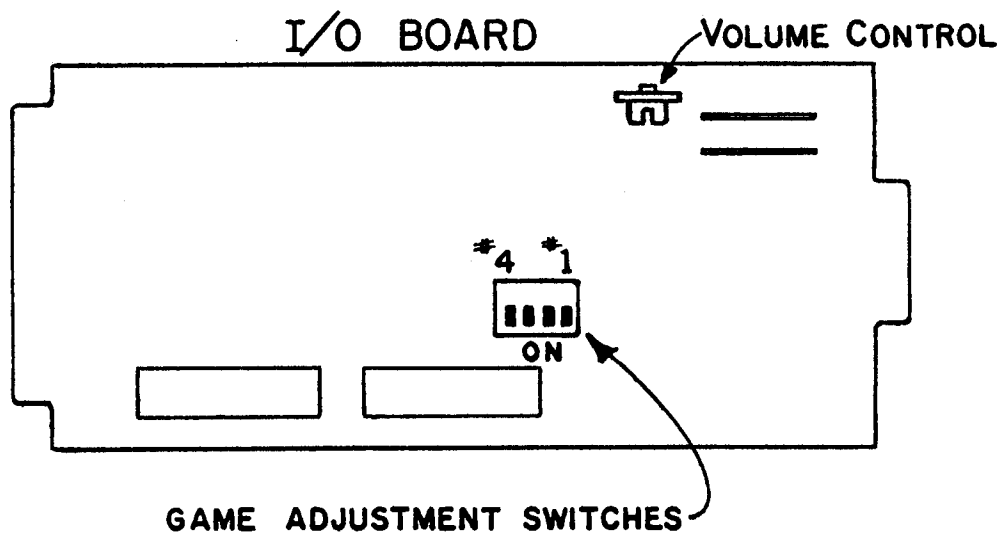 I/O BOARD
VOLUME CONTROL
#4 #1
ON
GAME ADJUSTMENT SWITCHES